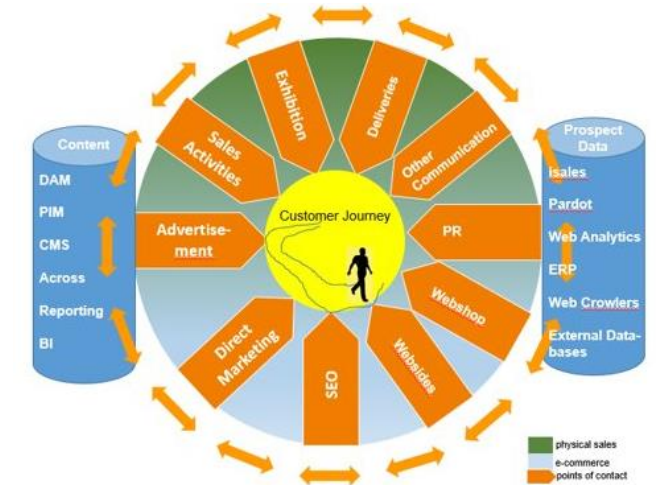 Content
DAM
PIM
CMS
Across
Reporting
BI
Exhibition
Deliveries
Sales
Activities
Other
Communication
Advertise-
ment
Customer Journey
PR
Direct
Marketing
SEO
Websides
Webshop
Prospect
Data
isales
Pardot
Web Analytics
ERP
Web Crowlers
External Data-
bases
physical sales
e-commerce
points of contact